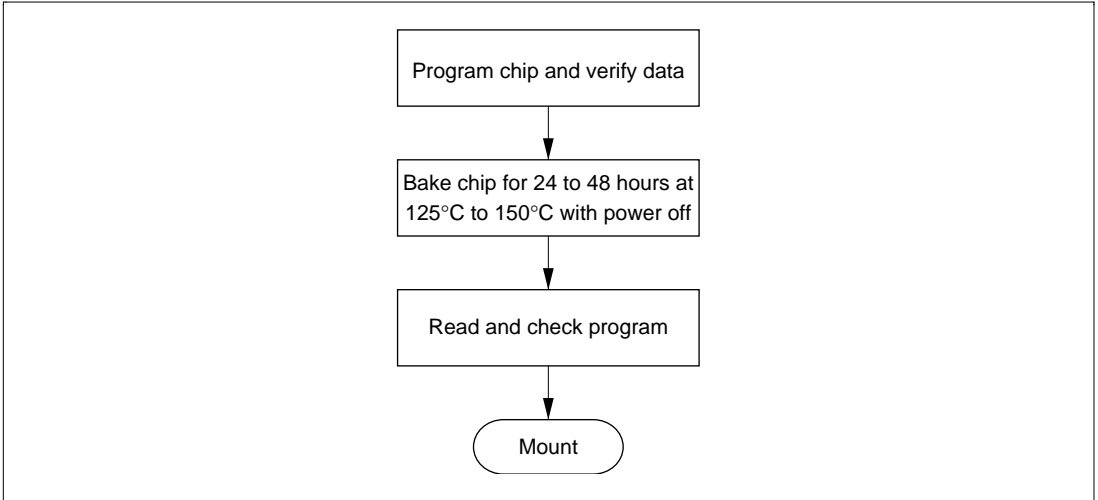 Program chip and verify data
Bake chip for 24 to 48 hours at
125°C to 150°C with power off
Read and check program
Mount